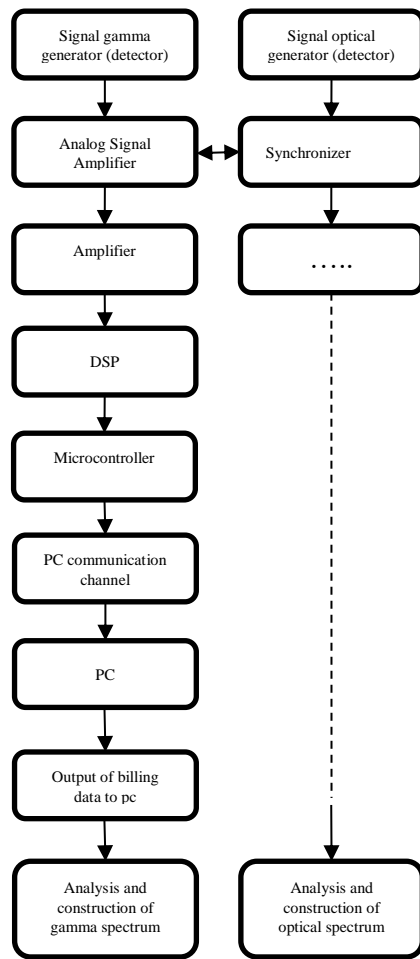 Signal gamma
generator (detector)
Signal optical
generator (detector)
Analog Signal
Amplifier
Synchronizer
Amplifier
…..
DSP
Microcontroller
PC communication
channel
PC
Output of billing
data to pc
Analysis and
construction of
gamma spectrum
Analysis and
construction of
optical spectrum